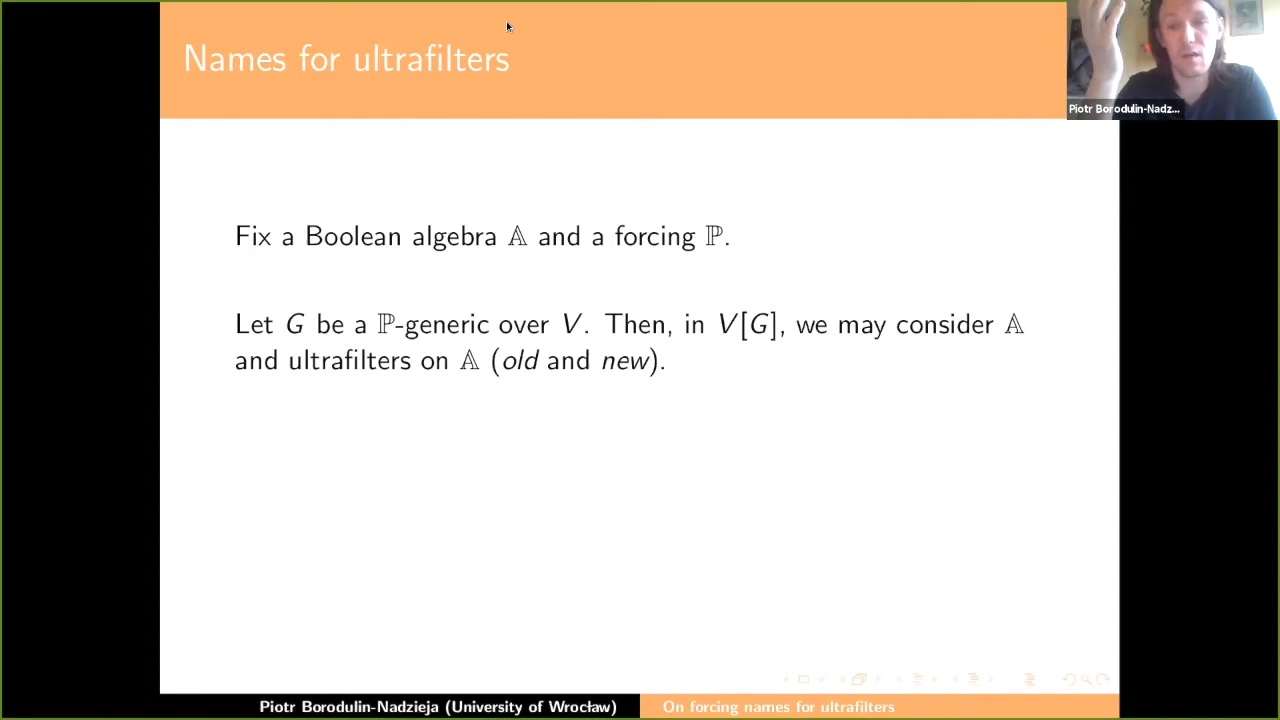 Names for ultrafilters
Piotr Borodulin-Nadz...
Fix a Boolean algebra 𝔸 and a forcing ℙ.
Let G be a ℙ-generic over V. Then, in V[G], we may consider 𝔸
and ultrafilters on 𝔸 (old and new).
Piotr Borodulin-Nadzieja (University of Wrocław)
On forcing names for ultrafilters